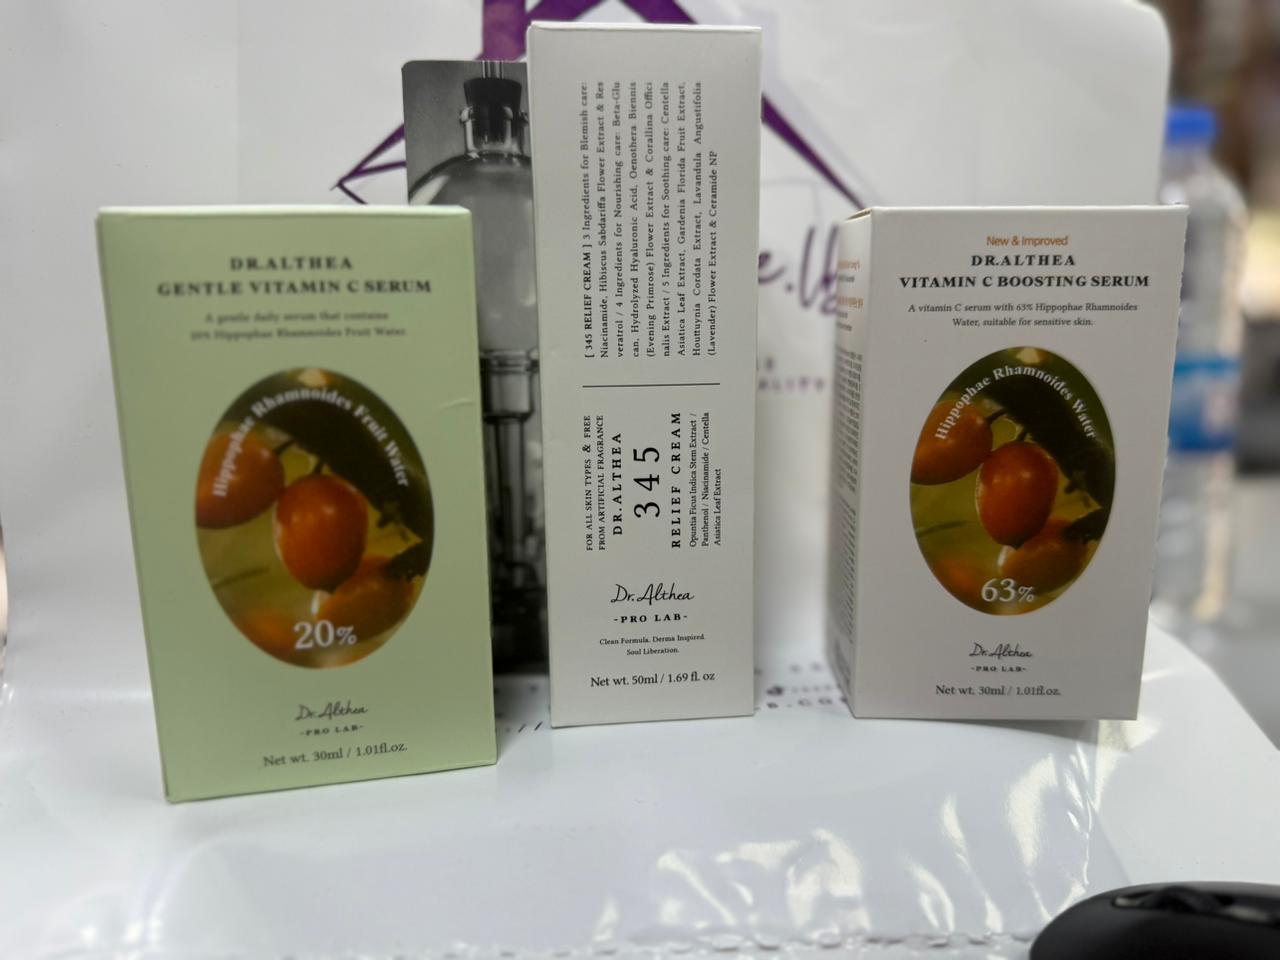 DR.ALTHEA
GENTLE VITAMIN C SERUM
A gentle daily serum that contains
20% Hippophae Rhamnoides Fruit Water.
Hippophae Rhamnoides Fruit Water
20%
Dr.Althea
-PRO LAB-
Net wt. 30ml / 1.01fl.oz.
[ 345 RELIEF CREAM ] 3 Ingredients for Blemish care:
Niacinamide, Hibiscus Sabdariffa Flower Extract & Res
veratrol / 4 Ingredients for Nourishing care: Beta-Glu
can, Hydrolyzed Hyaluronic Acid, Oenothera Biennis
(Evening Primrose) Flower Extract & Corallina Offici
nalis Extract / 5 Ingredients for Soothing care: Centella
Asiatica Leaf Extract, Gardenia Florida Fruit Extract,
Houttuynia Cordata Extract, Lavandula Angustifolia
(Lavender) Flower Extract & Ceramide NP
FOR ALL SKIN TYPES & FREE
FROM ARTIFICIAL FRAGRANCE
DR.ALTHEA
345
RELIEF CREAM
Opuntia Ficus Indica Stem Extract /
Panthenol / Niacinamide / Centella
Asiatica Leaf Extract
Dr.Althea
-PRO LAB-
Clean Formula. Derma Inspired.
Soul Liberation.
Net wt. 50ml / 1.69 fl. oz
New & Improved
DR.ALTHEA
VITAMIN C BOOSTING SERUM
A vitamin C serum with 63% Hippophae Rhamnoides
Water, suitable for sensitive skin.
Hippophae Rhamnoides Water
63%
Dr.Althea
-PRO LAB-
Net wt. 30ml / 1.01fl.oz.